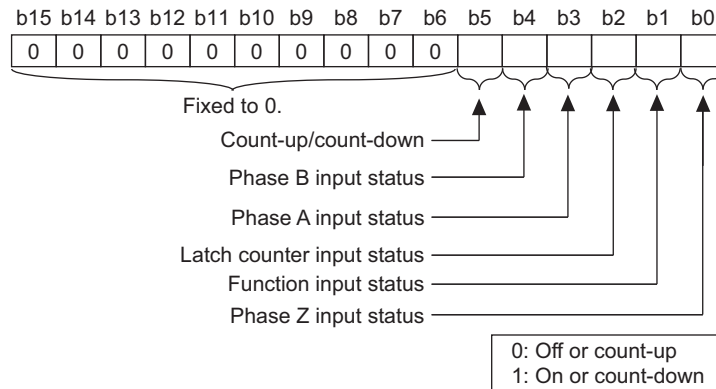 b15 b14 b13 b12 b11 b10 b9 b8 b7 b6 b5 b4 b3 b2 b1 b0
0 0 0 0 0 0 0 0 0 0
Fixed to 0.
Count-up/count-down
Phase B input status
Phase A input status
Latch counter input status
Function input status
Phase Z input status
0: Off or count-up
1: On or count-down